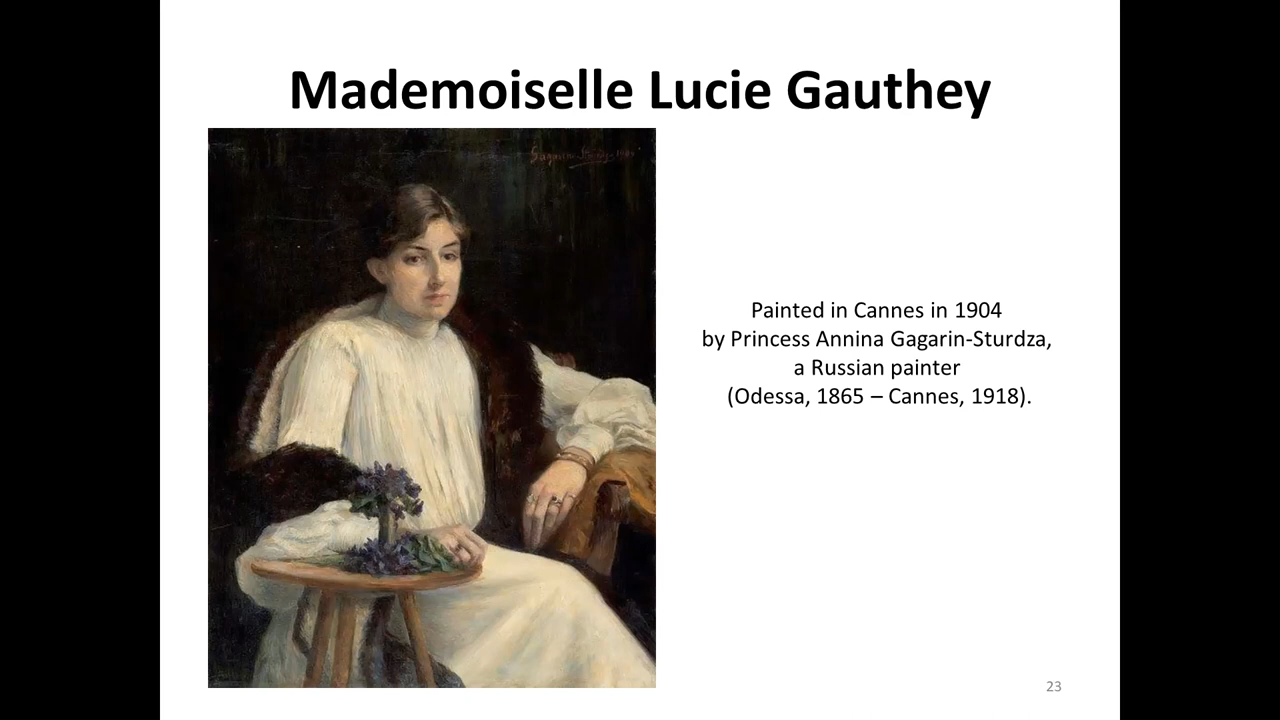 Mademoiselle Lucie Gauthey
Painted in Cannes in 1904
by Princess Annina Gagarin-Sturdza,
a Russian painter
(Odessa, 1865 – Cannes, 1918).
23